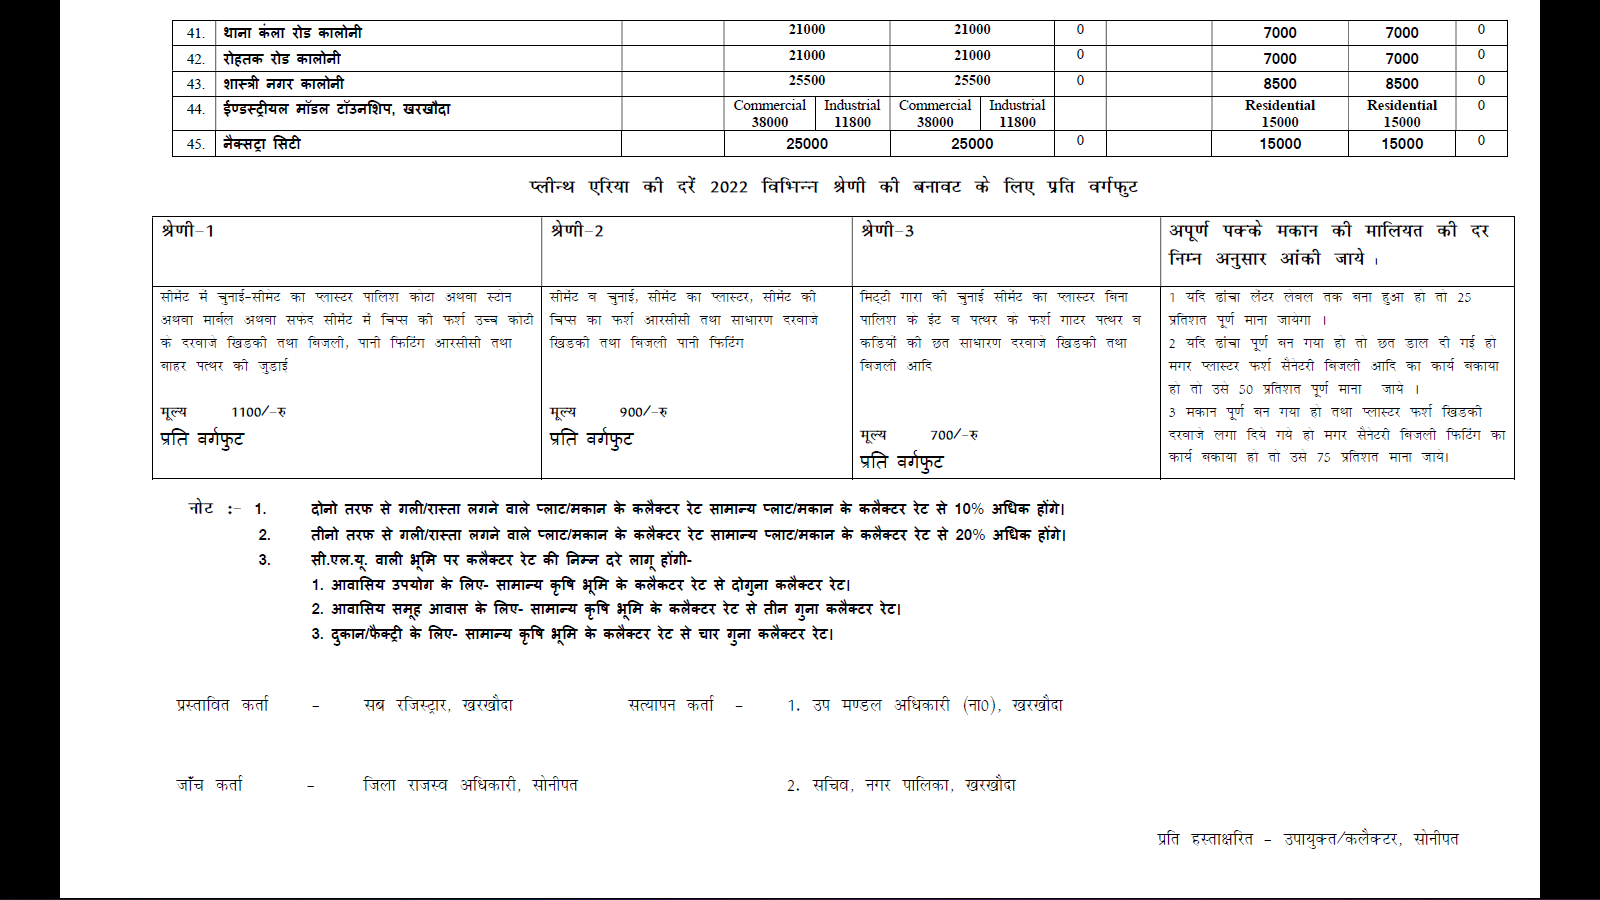 41. थाना कंला रोड कालोनी 21000 21000 0 7000 7000 0
42. रोहतक रोड कालोनी 21000 21000 0 7000 7000 0
43. शास्त्री नगर कालोनी 25500 25500 0 8500 8500 0
44. ईण्डस्ट्रीयल मॉडल टॉउनशिप, खरखौदा Commercial Industrial Commercial Industrial Residential Residential 0
38000 11800 38000 11800 15000 15000
45. नैक्सट्रा सिटी 25000 25000 0 15000 15000 0
प्लीन्थ एरिया की दरें 2022 विभिन्न श्रेणी की बनावट के लिए प्रति वर्गफुट
श्रेणी-1
सीमेंट में चुनाई-सीमेट का प्लास्टर पालिश कोटा अथवा स्टोन
अथवा मार्बल अथवा सफेद सीमेंट में चिप्स की फर्श उच्च कोटी
के दरवाजे खिडकी तथा बिजली, पानी फिटिंग आरसीसी तथा
बाहर पत्थर की जुडाई
मूल्य 1100/-रु
प्रति वर्गफुट
श्रेणी-2
सीमेंट व चुनाई, सीमेंट का प्लास्टर, सीमेंट की
चिप्स का फर्श आरसीसी तथा साधारण दरवाजे
खिडकी तथा बिजली पानी फिटिंग
मूल्य 900/-रु
प्रति वर्गफुट
श्रेणी-3
मिट्टी गारा की चुनाई सीमेंट का प्लास्टर बिना
पालिश के इंट व पत्थर के फर्श गाटर पत्थर व
कडियों की छत साधारण दरवाजे खिडकी तथा
बिजली आदि
मूल्य 700/-रु
प्रति वर्गफुट
अपूर्ण पक्के मकान की मालियत की दर
निम्न अनुसार आंकी जाये ।
1 यदि ढांचा लेंटर लेवल तक बना हुआ हो तो 25
प्रतिशत पूर्ण माना जायेगा ।
2 यदि ढांचा पूर्ण बन गया हो तो छत डाल दी गई हो
मगर प्लास्टर फर्श सैनेटरी बिजली आदि का कार्य बकाया
हो तो उसे 50 प्रतिशत पूर्ण माना जाये ।
3 मकान पूर्ण बन गया हो तथा प्लास्टर फर्श खिडकी
दरवाजे लगा दिये गये हो मगर सैनेटरी बिजली फिटिंग का
कार्य बकाया हो तो उसे 75 प्रतिशत माना जाये।
नोट :- 1. दोनो तरफ से गली/रास्ता लगने वाले प्लाट/मकान के कलैक्टर रेट सामान्य प्लाट/मकान के कलैक्टर रेट से 10% अधिक होंगे।
2. तीनो तरफ से गली/रास्ता लगने वाले प्लाट/मकान के कलैक्टर रेट सामान्य प्लाट/मकान के कलैक्टर रेट से 20% अधिक होंगे।
3. सी.एल.यू. वाली भूमि पर कलैक्टर रेट की निम्न दरे लागू होंगी-
1. आवासिय उपयोग के लिए- सामान्य कृषि भूमि के कलैकटर रेट से दोगुना कलैक्टर रेट।
2. आवासिय समूह आवास के लिए- सामान्य कृषि भूमि के कलैक्टर रेट से तीन गुना कलैक्टर रेट।
3. दुकान/फैक्ट्री के लिए- सामान्य कृषि भूमि के कलैक्टर रेट से चार गुना कलैक्टर रेट।
प्रस्तावित कर्ता - सब रजिस्ट्रार, खरखौदा सत्यापन कर्ता - 1. उप मण्डल अधिकारी (ना0), खरखौदा
जाँच कर्ता - जिला राजस्व अधिकारी, सोनीपत 2. सचिव, नगर पालिका, खरखौदा
प्रति हस्ताक्षरित - उपायुक्त/कलैक्टर, सोनीपत